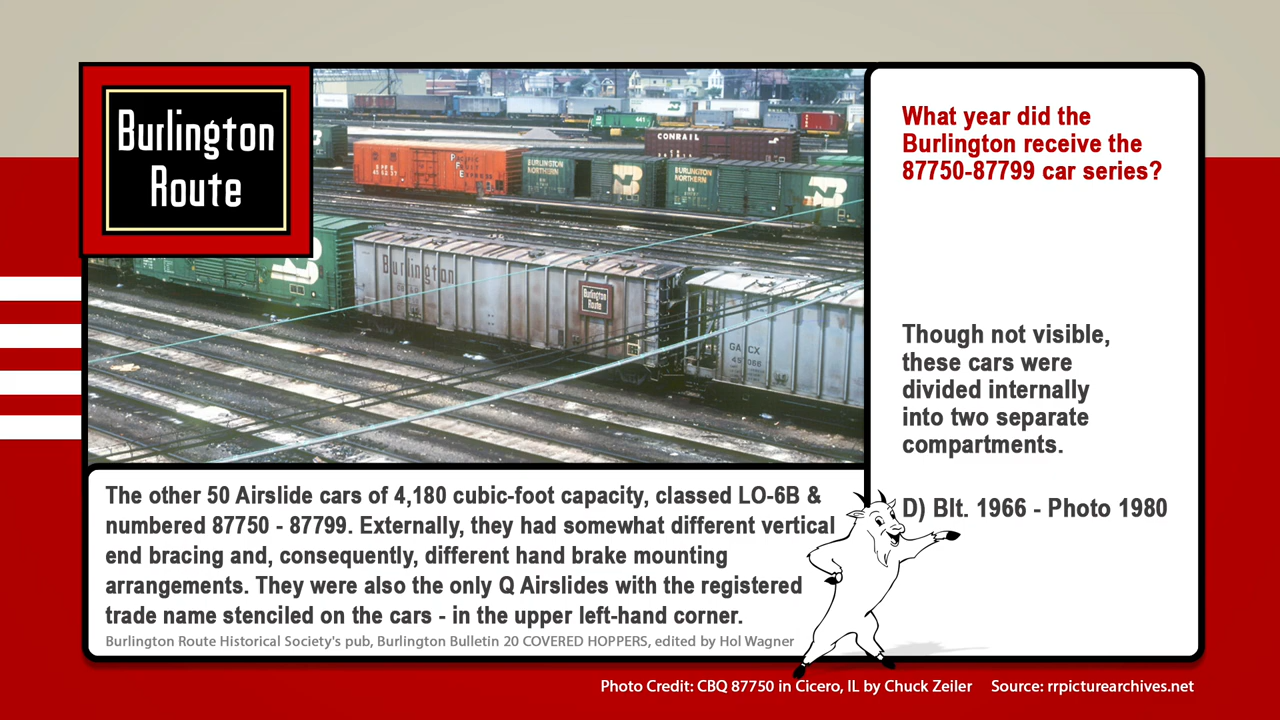 Burlington
Route
441
CONRAIL
PACIFIC
FRUIT
EXPRESS
BURLINGTON
NORTHERN
BURLINGTON
NORTHERN
Burlington
Burlington
Route
GACX
What year did the
Burlington receive the
87750-87799 car series?
Though not visible,
these cars were
divided internally
into two separate
compartments.
D) Blt. 1966 - Photo 1980
The other 50 Airslide cars of 4,180 cubic-foot capacity, classed LO-6B &
numbered 87750 - 87799. Externally, they had somewhat different vertical
end bracing and, consequently, different hand brake mounting
arrangements. They were also the only Q Airslides with the registered
trade name stenciled on the cars - in the upper left-hand corner.
Burlington Route Historical Society's pub, Burlington Bulletin 20 COVERED HOPPERS, edited by Hol Wagner
Photo Credit: CBQ 87750 in Cicero, IL by Chuck Zeiler Source: rrpicturearchives.net